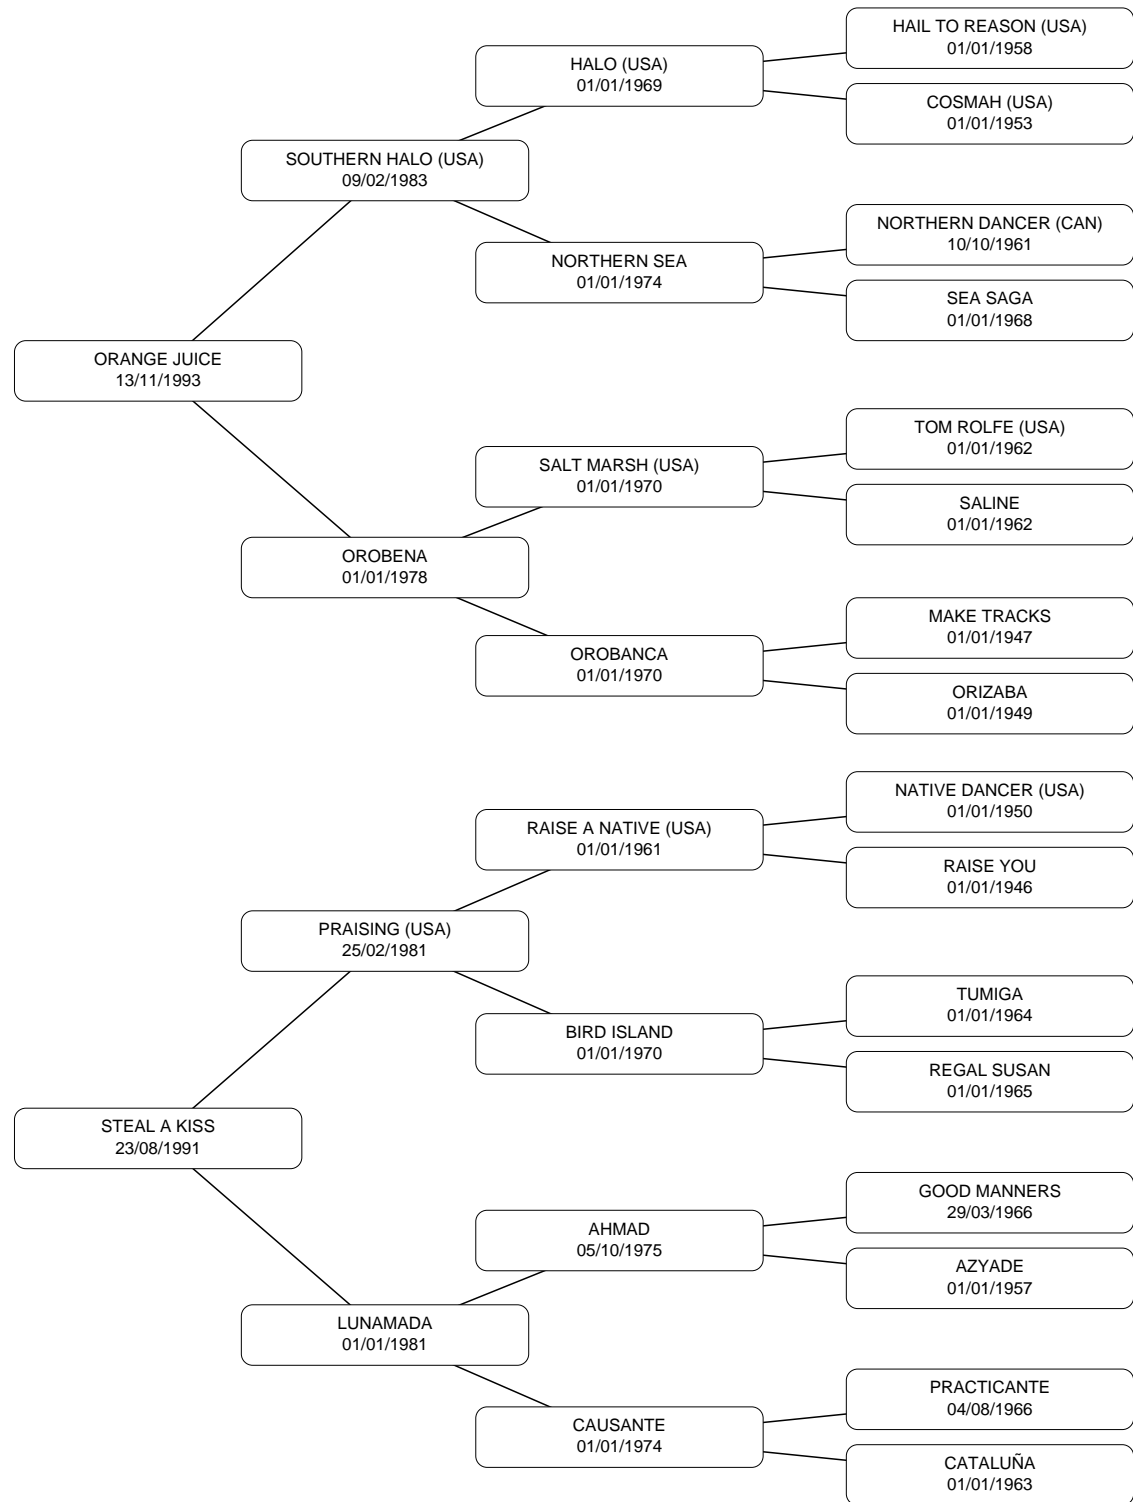 HAIL TO REASON (USA)
01/01/1958
HALO (USA)
01/01/1969
COSMAH (USA)
01/01/1953
SOUTHERN HALO (USA)
09/02/1983
NORTHERN DANCER (CAN)
10/10/1961
NORTHERN SEA
01/01/1974
SEA SAGA
01/01/1968
ORANGE JUICE
13/11/1993
TOM ROLFE (USA)
01/01/1962
SALT MARSH (USA)
01/01/1970
SALINE
01/01/1962
OROBENA
01/01/1978
MAKE TRACKS
01/01/1947
OROBANCA
01/01/1970
ORIZABA
01/01/1949
NATIVE DANCER (USA)
01/01/1950
RAISE A NATIVE (USA)
01/01/1961
RAISE YOU
01/01/1946
PRAISING (USA)
25/02/1981
TUMIGA
01/01/1964
BIRD ISLAND
01/01/1970
REGAL SUSAN
01/01/1965
STEAL A KISS
23/08/1991
GOOD MANNERS
29/03/1966
AHMAD
05/10/1975
AZYADE
01/01/1957
LUNAMADA
01/01/1981
PRACTICANTE
04/08/1966
CAUSANTE
01/01/1974
CATALUÑA
01/01/1963